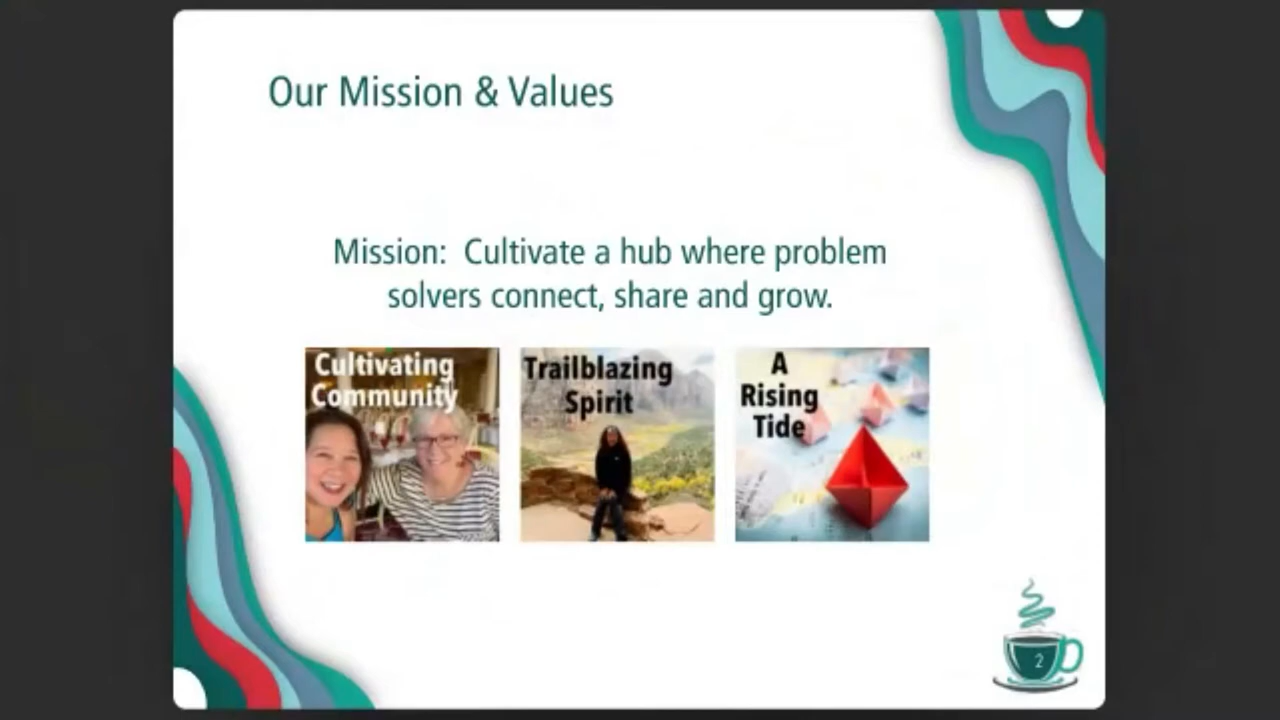 Our Mission & Values
Mission:  Cultivate a hub where problem
solvers connect, share and grow.
Cultivating
Community
Trailblazing
Spirit
A
Rising
Tide
2